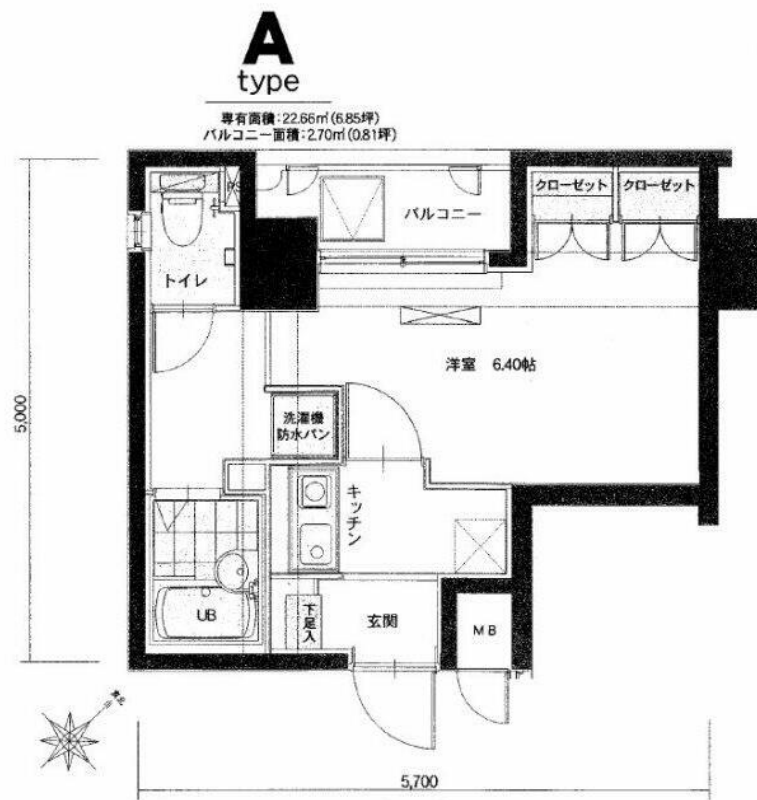 A
type
専有面積:22.66㎡(6.85坪)
バルコニー面積:2.70㎡(0.81坪)
PS
クローゼット
クローゼット
バルコニー
トイレ
洋室 6.40帖
5,000
洗濯機
防水パン
キッチン
UB
下足入
玄関
MB
5,700